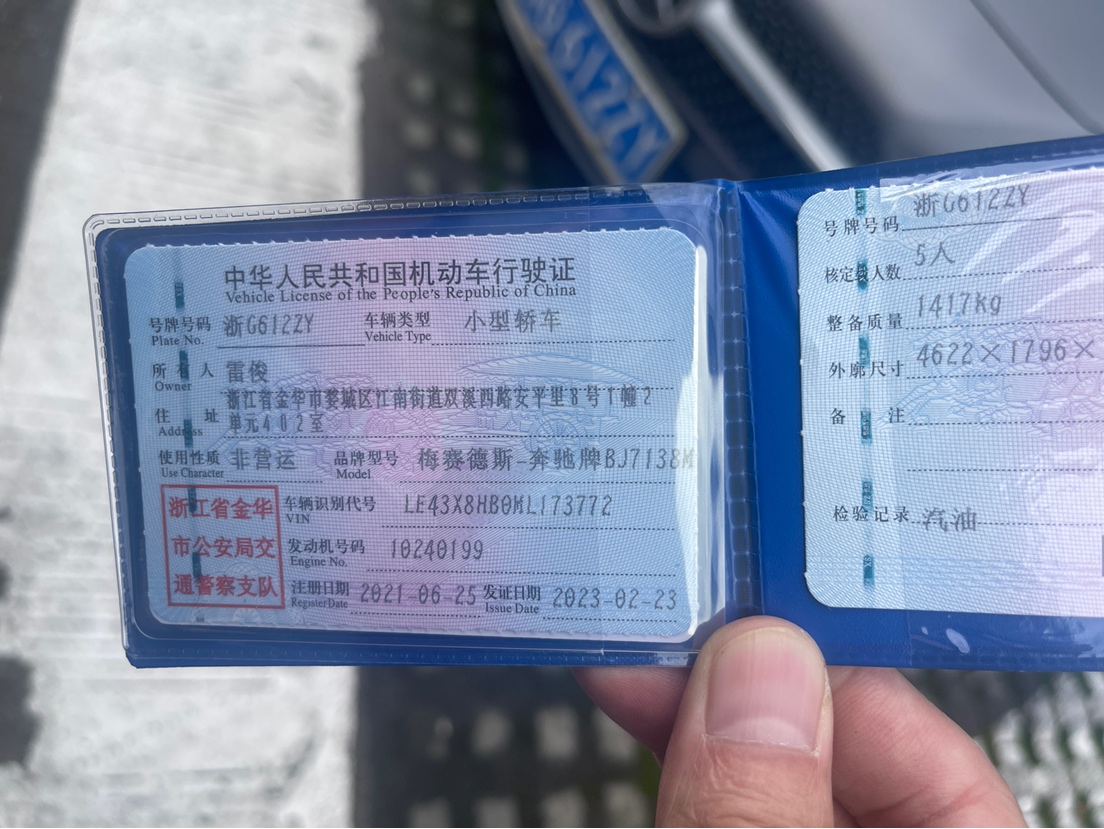 中华人民共和国机动车行驶证
Vehicle License of the People's Republic of China
号牌号码 浙G612ZY 车辆类型 小型轿车
Plate No. Vehicle Type
所有人 雷俊
Owner
浙江省金华市婺城区江南街道双溪西路安平里8号1幢2
住址 单元402室
Address
使用性质 非营运 品牌型号 梅赛德斯-奔驰牌BJ7138M
Use Character Model
浙江省金华
市公安局交
通警察支队
车辆识别代号 LE43X8HB0ML173772
VIN
发动机号码 10240199
Engine No.
注册日期 2021-06-25 发证日期 2023-02-23
Register Date Issue Date
号牌号码 浙G612ZY
核定载人数 5人
整备质量 1417kg
外廓尺寸 4622×1796×
备注
检验记录 汽油